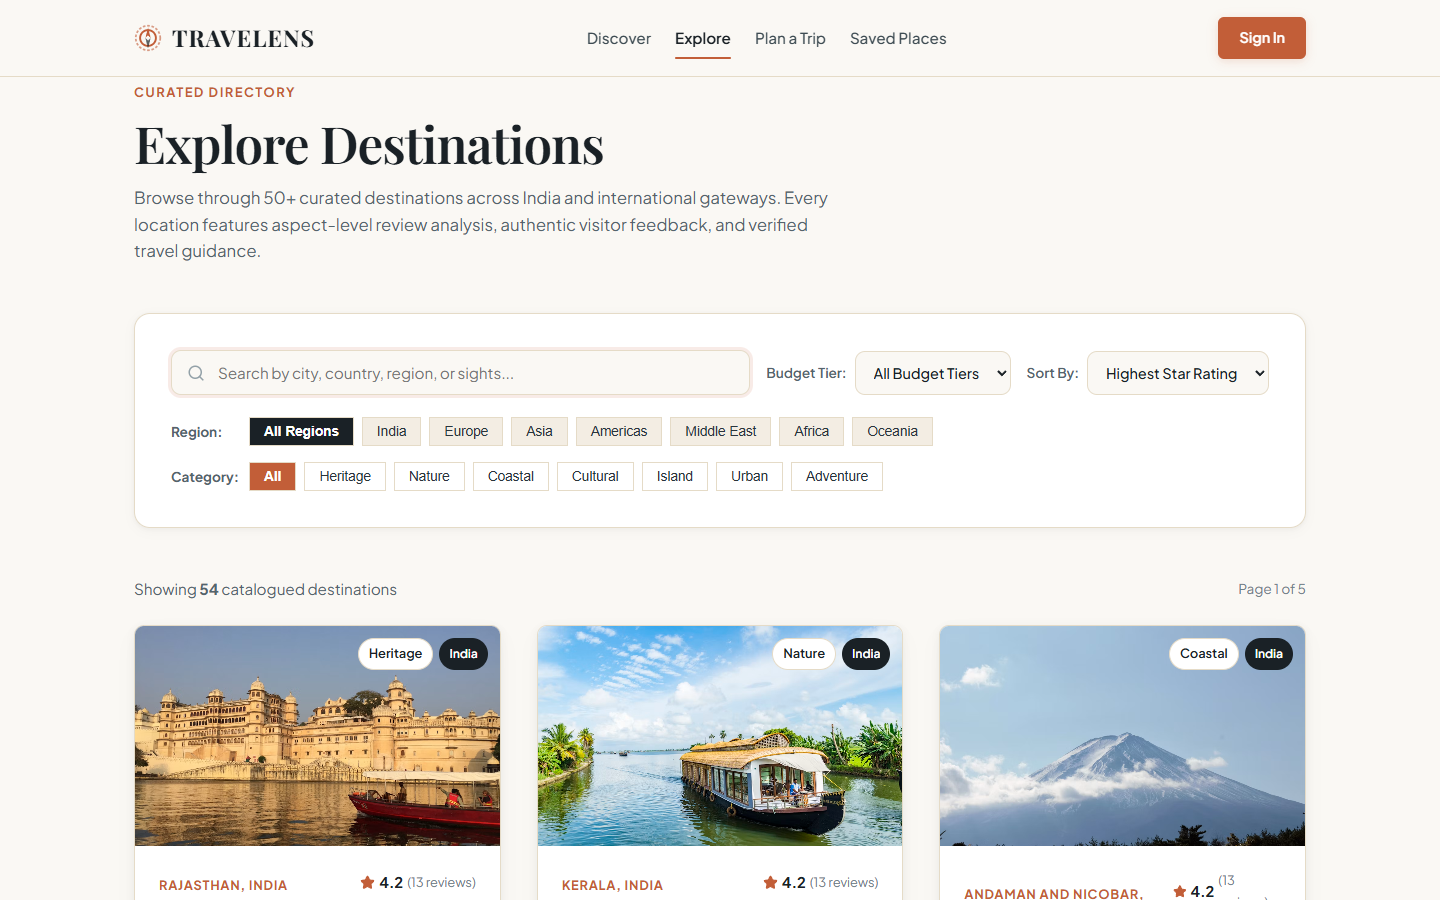 TRAVELENS
Discover Explore Plan a Trip Saved Places
Sign In
CURATED DIRECTORY
Explore Destinations
Browse through 50+ curated destinations across India and international gateways. Every
location features aspect-level review analysis, authentic visitor feedback, and verified
travel guidance.
Search by city, country, region, or sights...
Budget Tier: All Budget Tiers Sort By: Highest Star Rating
Region: All Regions India Europe Asia Americas Middle East Africa Oceania
Category: All Heritage Nature Coastal Cultural Island Urban Adventure
Showing 54 catalogued destinations
Page 1 of 5
Heritage India
Nature India
Coastal India
RAJASTHAN, INDIA 4.2 (13 reviews)
KERALA, INDIA 4.2 (13 reviews)
ANDAMAN AND NICOBAR, 4.2 (13